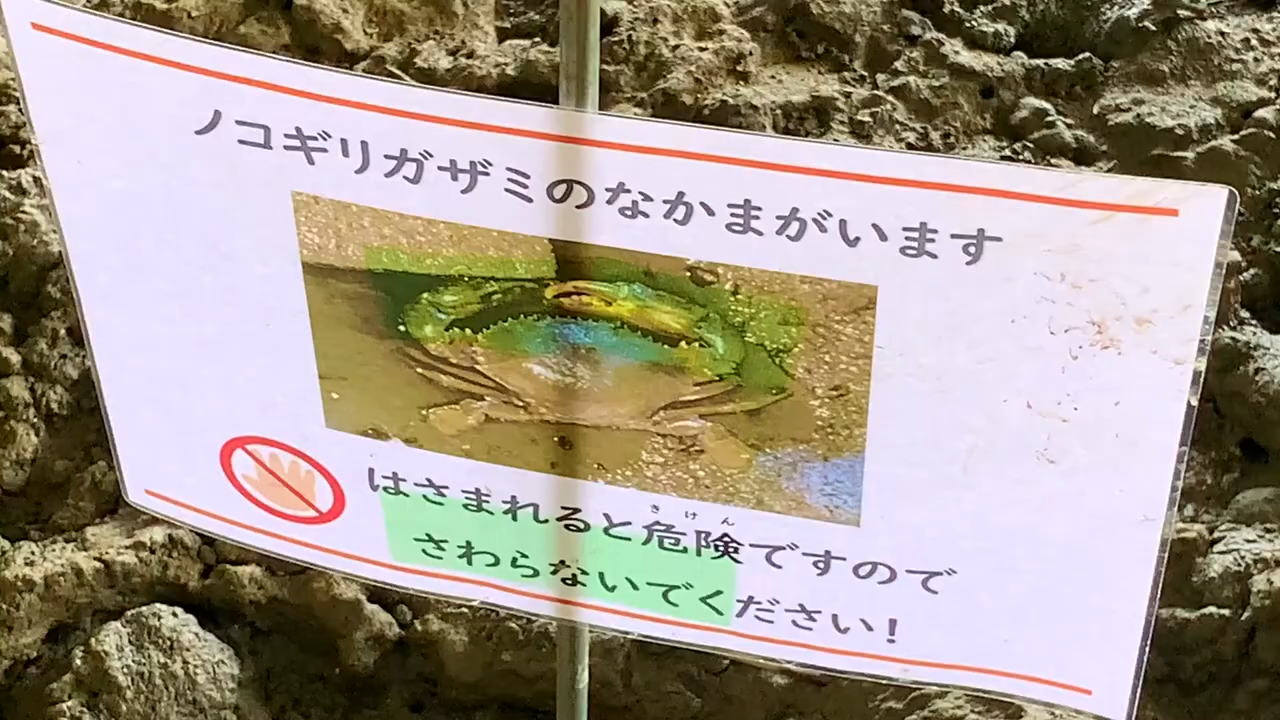 ノコギリガザミのなかまがいます
きけん
はさまれると危険ですので
さわらないでください!